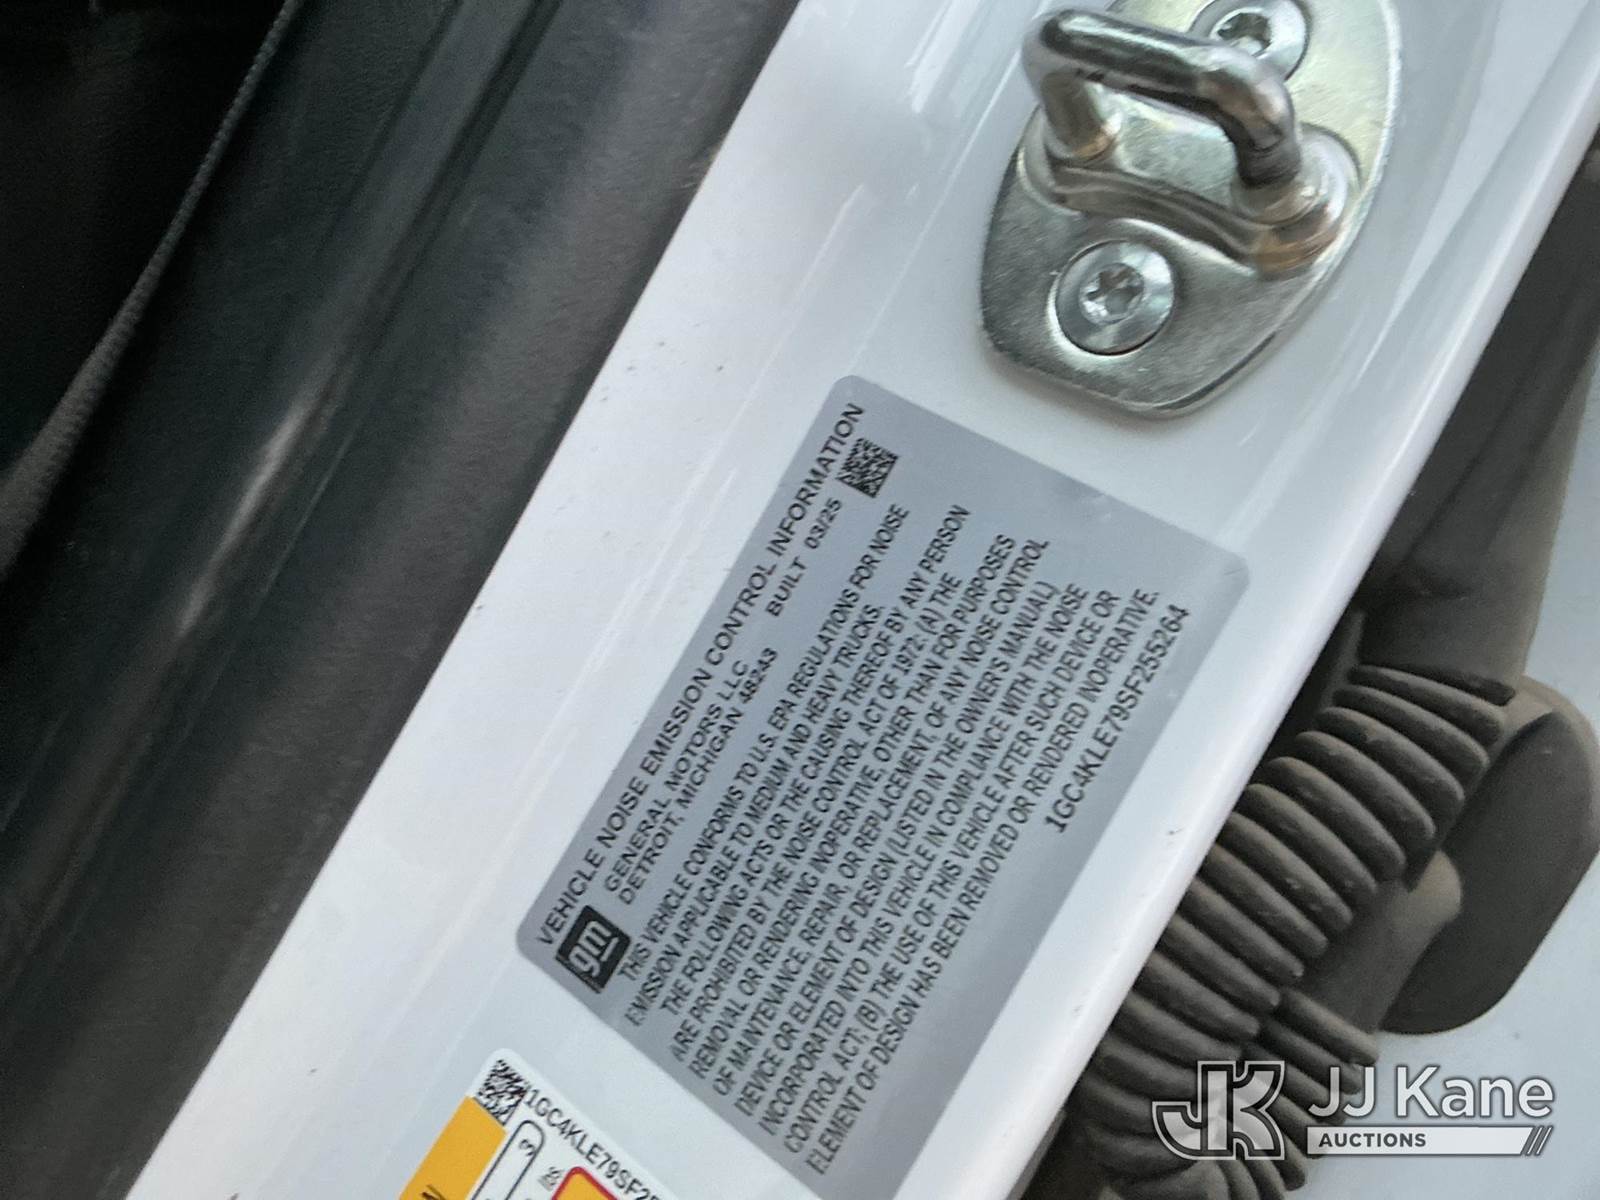 VEHICLE NOISE EMISSION CONTROL INFORMATION
gm
GENERAL MOTORS LLC
DETROIT, MICHIGAN 48243 BUILT 03/25
THIS VEHICLE CONFORMS TO U.S. EPA REGULATIONS FOR NOISE
EMISSION APPLICABLE TO MEDIUM AND HEAVY TRUCKS.
THE FOLLOWING ACTS OR THE CAUSING THEREOF BY ANY PERSON
ARE PROHIBITED BY THE NOISE CONTROL ACT OF 1972: (A) THE
REMOVAL OR RENDERING INOPERATIVE, OTHER THAN FOR PURPOSES
OF MAINTENANCE, REPAIR, OR REPLACEMENT, OF ANY NOISE CONTROL
DEVICE OR ELEMENT OF DESIGN (LISTED IN THE OWNER'S MANUAL)
INCORPORATED INTO THIS VEHICLE IN COMPLIANCE WITH THE NOISE
CONTROL ACT; (B) THE USE OF THIS VEHICLE AFTER SUCH DEVICE OR
ELEMENT OF DESIGN HAS BEEN REMOVED OR RENDERED INOPERATIVE.
1GC4KLE79SF255264
1GC4KLE79SF2
3
JK JJ Kane
AUCTIONS